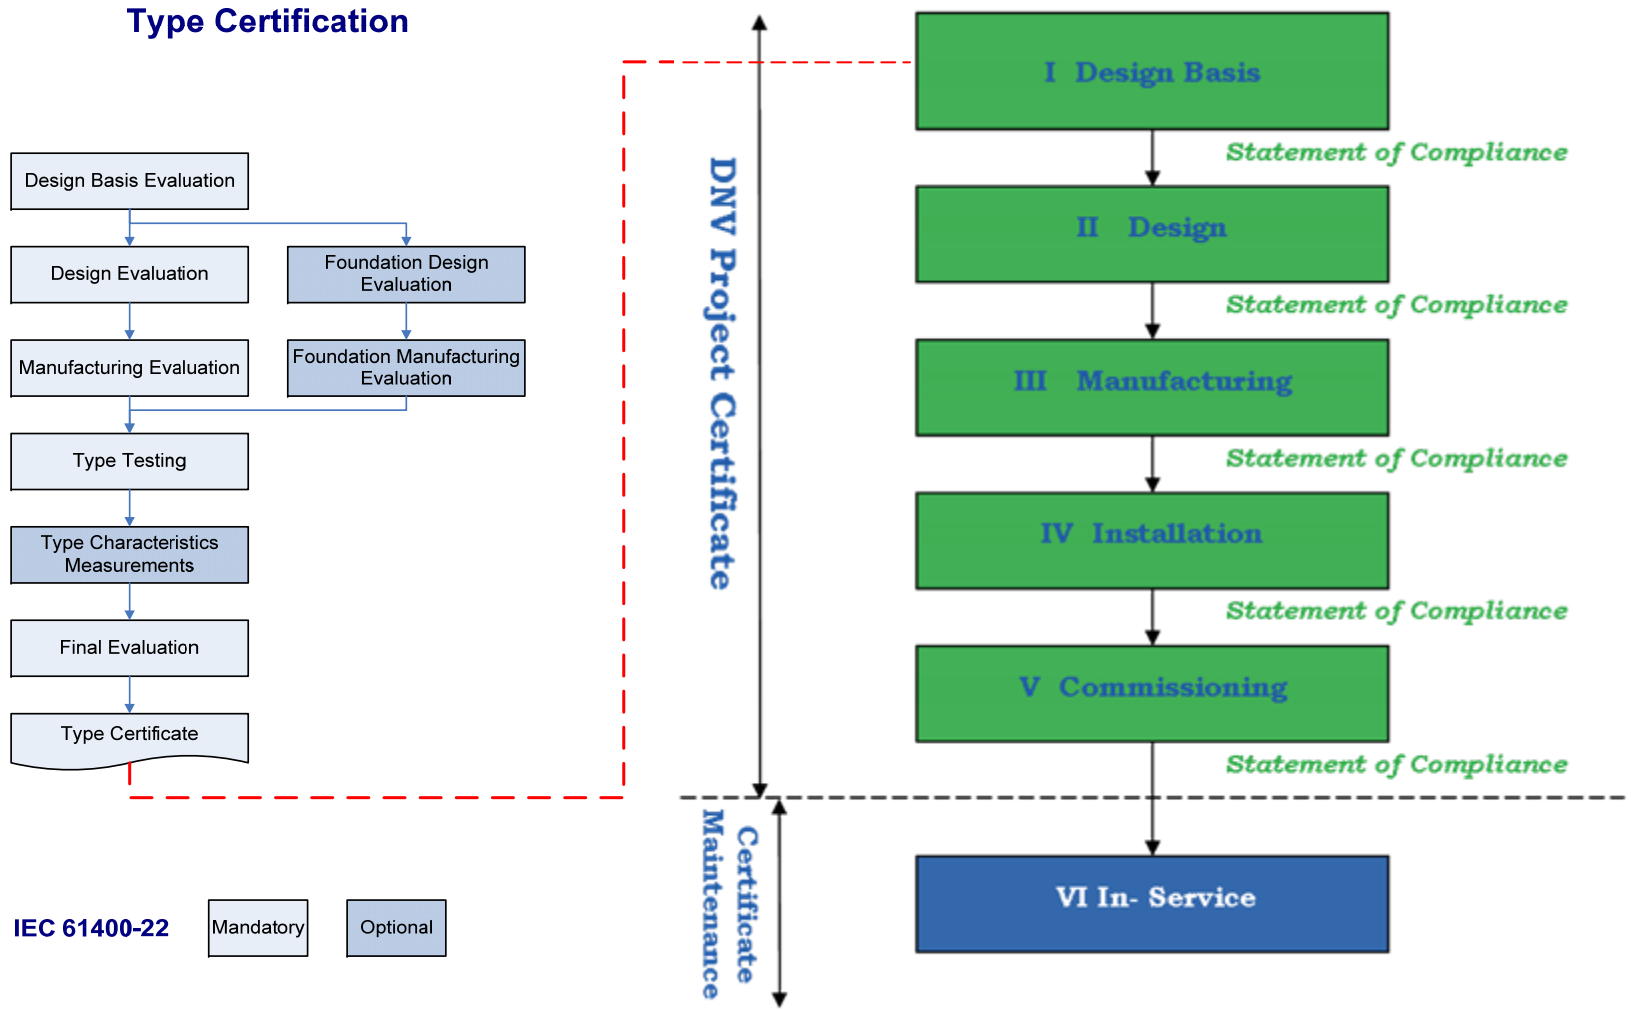 Type Certification
Design Basis Evaluation
Design Evaluation
Foundation Design
Evaluation
Manufacturing Evaluation
Foundation Manufacturing
Evaluation
Type Testing
Type Characteristics
Measurements
Final Evaluation
Type Certificate
IEC 61400-22
Mandatory
Optional
DNV Project Certificate
Certificate
Maintenance
I Design Basis
Statement of Compliance
II Design
Statement of Compliance
III Manufacturing
Statement of Compliance
IV Installation
Statement of Compliance
V Commissioning
Statement of Compliance
VI In- Service